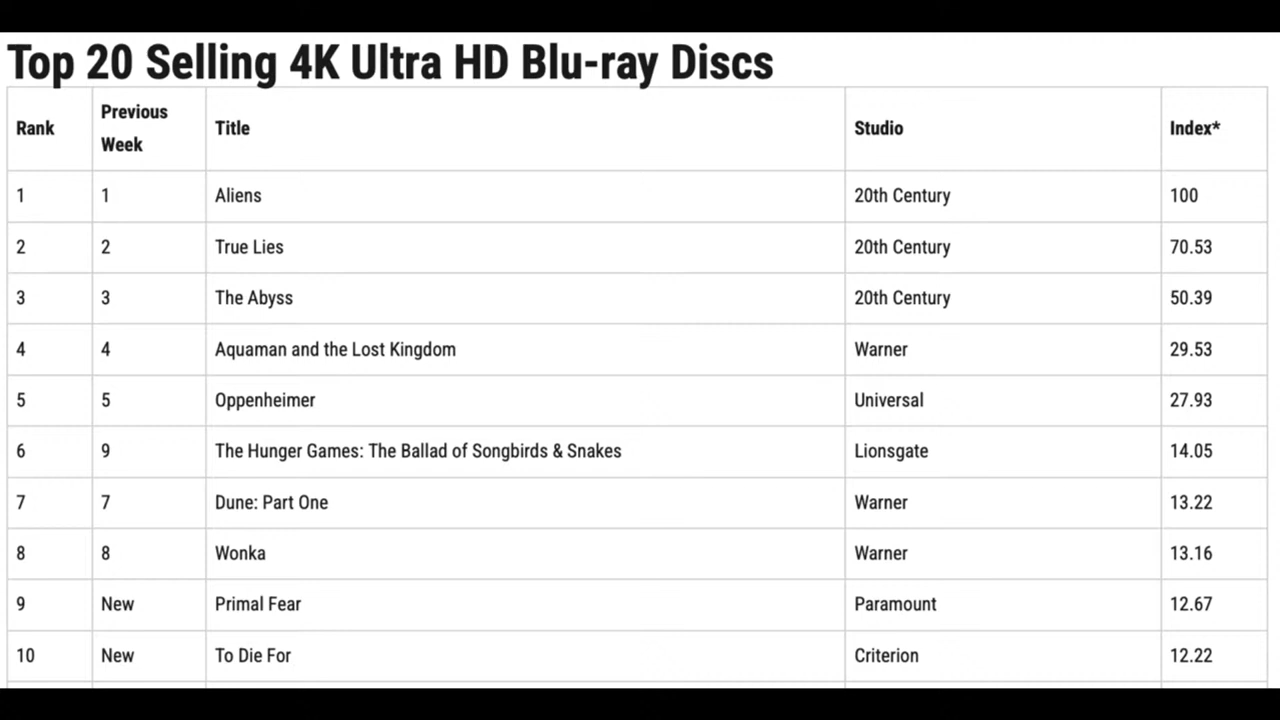 Top 20 Selling 4K Ultra HD Blu-ray Discs
Rank Previous Week Title Studio Index*
1 1 Aliens 20th Century 100
2 2 True Lies 20th Century 70.53
3 3 The Abyss 20th Century 50.39
4 4 Aquaman and the Lost Kingdom Warner 29.53
5 5 Oppenheimer Universal 27.93
6 9 The Hunger Games: The Ballad of Songbirds & Snakes Lionsgate 14.05
7 7 Dune: Part One Warner 13.22
8 8 Wonka Warner 13.16
9 New Primal Fear Paramount 12.67
10 New To Die For Criterion 12.22